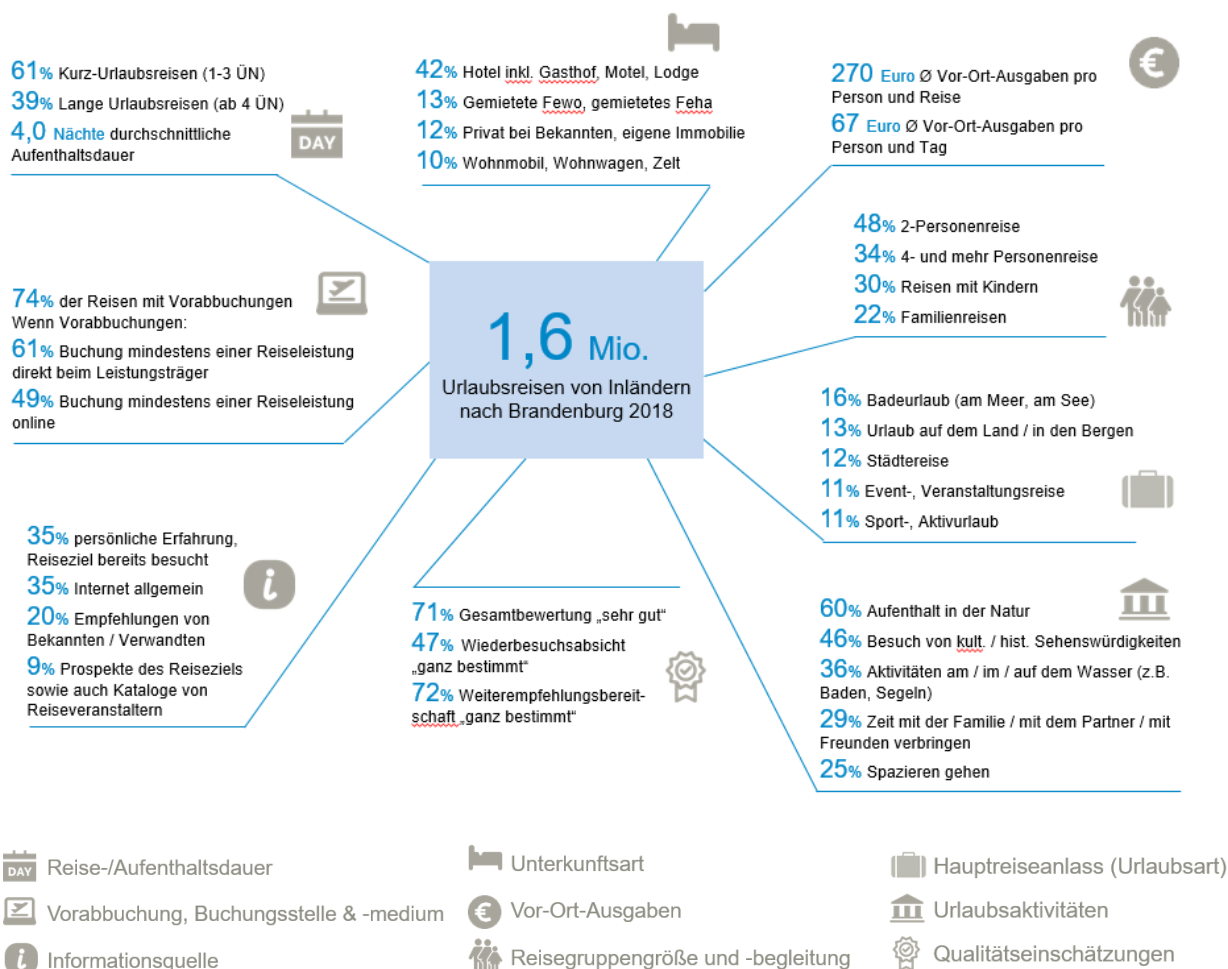 61% Kurz-Urlaubsreisen (1-3 ÜN)
39% Lange Urlaubsreisen (ab 4 ÜN)
4,0 Nächte durchschnittliche
Aufenthaltsdauer
DAY
42% Hotel inkl. Gasthof, Motel, Lodge
13% Gemietete Fewo, gemietetes Feha
12% Privat bei Bekannten, eigene Immobilie
10% Wohnmobil, Wohnwagen, Zelt
270 Euro Ø Vor-Ort-Ausgaben pro
Person und Reise
67 Euro Ø Vor-Ort-Ausgaben pro
Person und Tag
€
74% der Reisen mit Vorabbuchungen
Wenn Vorabbuchungen:
61% Buchung mindestens einer Reiseleistung
direkt beim Leistungsträger
49% Buchung mindestens einer Reiseleistung
online
1,6 Mio.
Urlaubsreisen von Inländern
nach Brandenburg 2018
48% 2-Personenreise
34% 4- und mehr Personenreise
30% Reisen mit Kindern
22% Familienreisen
16% Badeurlaub (am Meer, am See)
13% Urlaub auf dem Land / in den Bergen
12% Städtereise
11% Event-, Veranstaltungsreise
11% Sport-, Aktivurlaub
35% persönliche Erfahrung,
Reiseziel bereits besucht
35% Internet allgemein
20% Empfehlungen von
Bekannten / Verwandten
9% Prospekte des Reiseziels
sowie auch Kataloge von
Reiseveranstaltern
i
71% Gesamtbewertung „sehr gut“
47% Wiederbesuchsabsicht
„ganz bestimmt“
72% Weiterempfehlungsbereit-
schaft „ganz bestimmt“
60% Aufenthalt in der Natur
46% Besuch von kult. / hist. Sehenswürdigkeiten
36% Aktivitäten am / im / auf dem Wasser (z.B.
Baden, Segeln)
29% Zeit mit der Familie / mit dem Partner / mit
Freunden verbringen
25% Spazieren gehen
DAY Reise-/Aufenthaltsdauer
Vorabbuchung, Buchungsstelle & -medium
i Informationsquelle
Unterkunftsart
€ Vor-Ort-Ausgaben
Reisegruppengröße und -begleitung
Hauptreiseanlass (Urlaubsart)
Urlaubsaktivitäten
Qualitätseinschätzungen